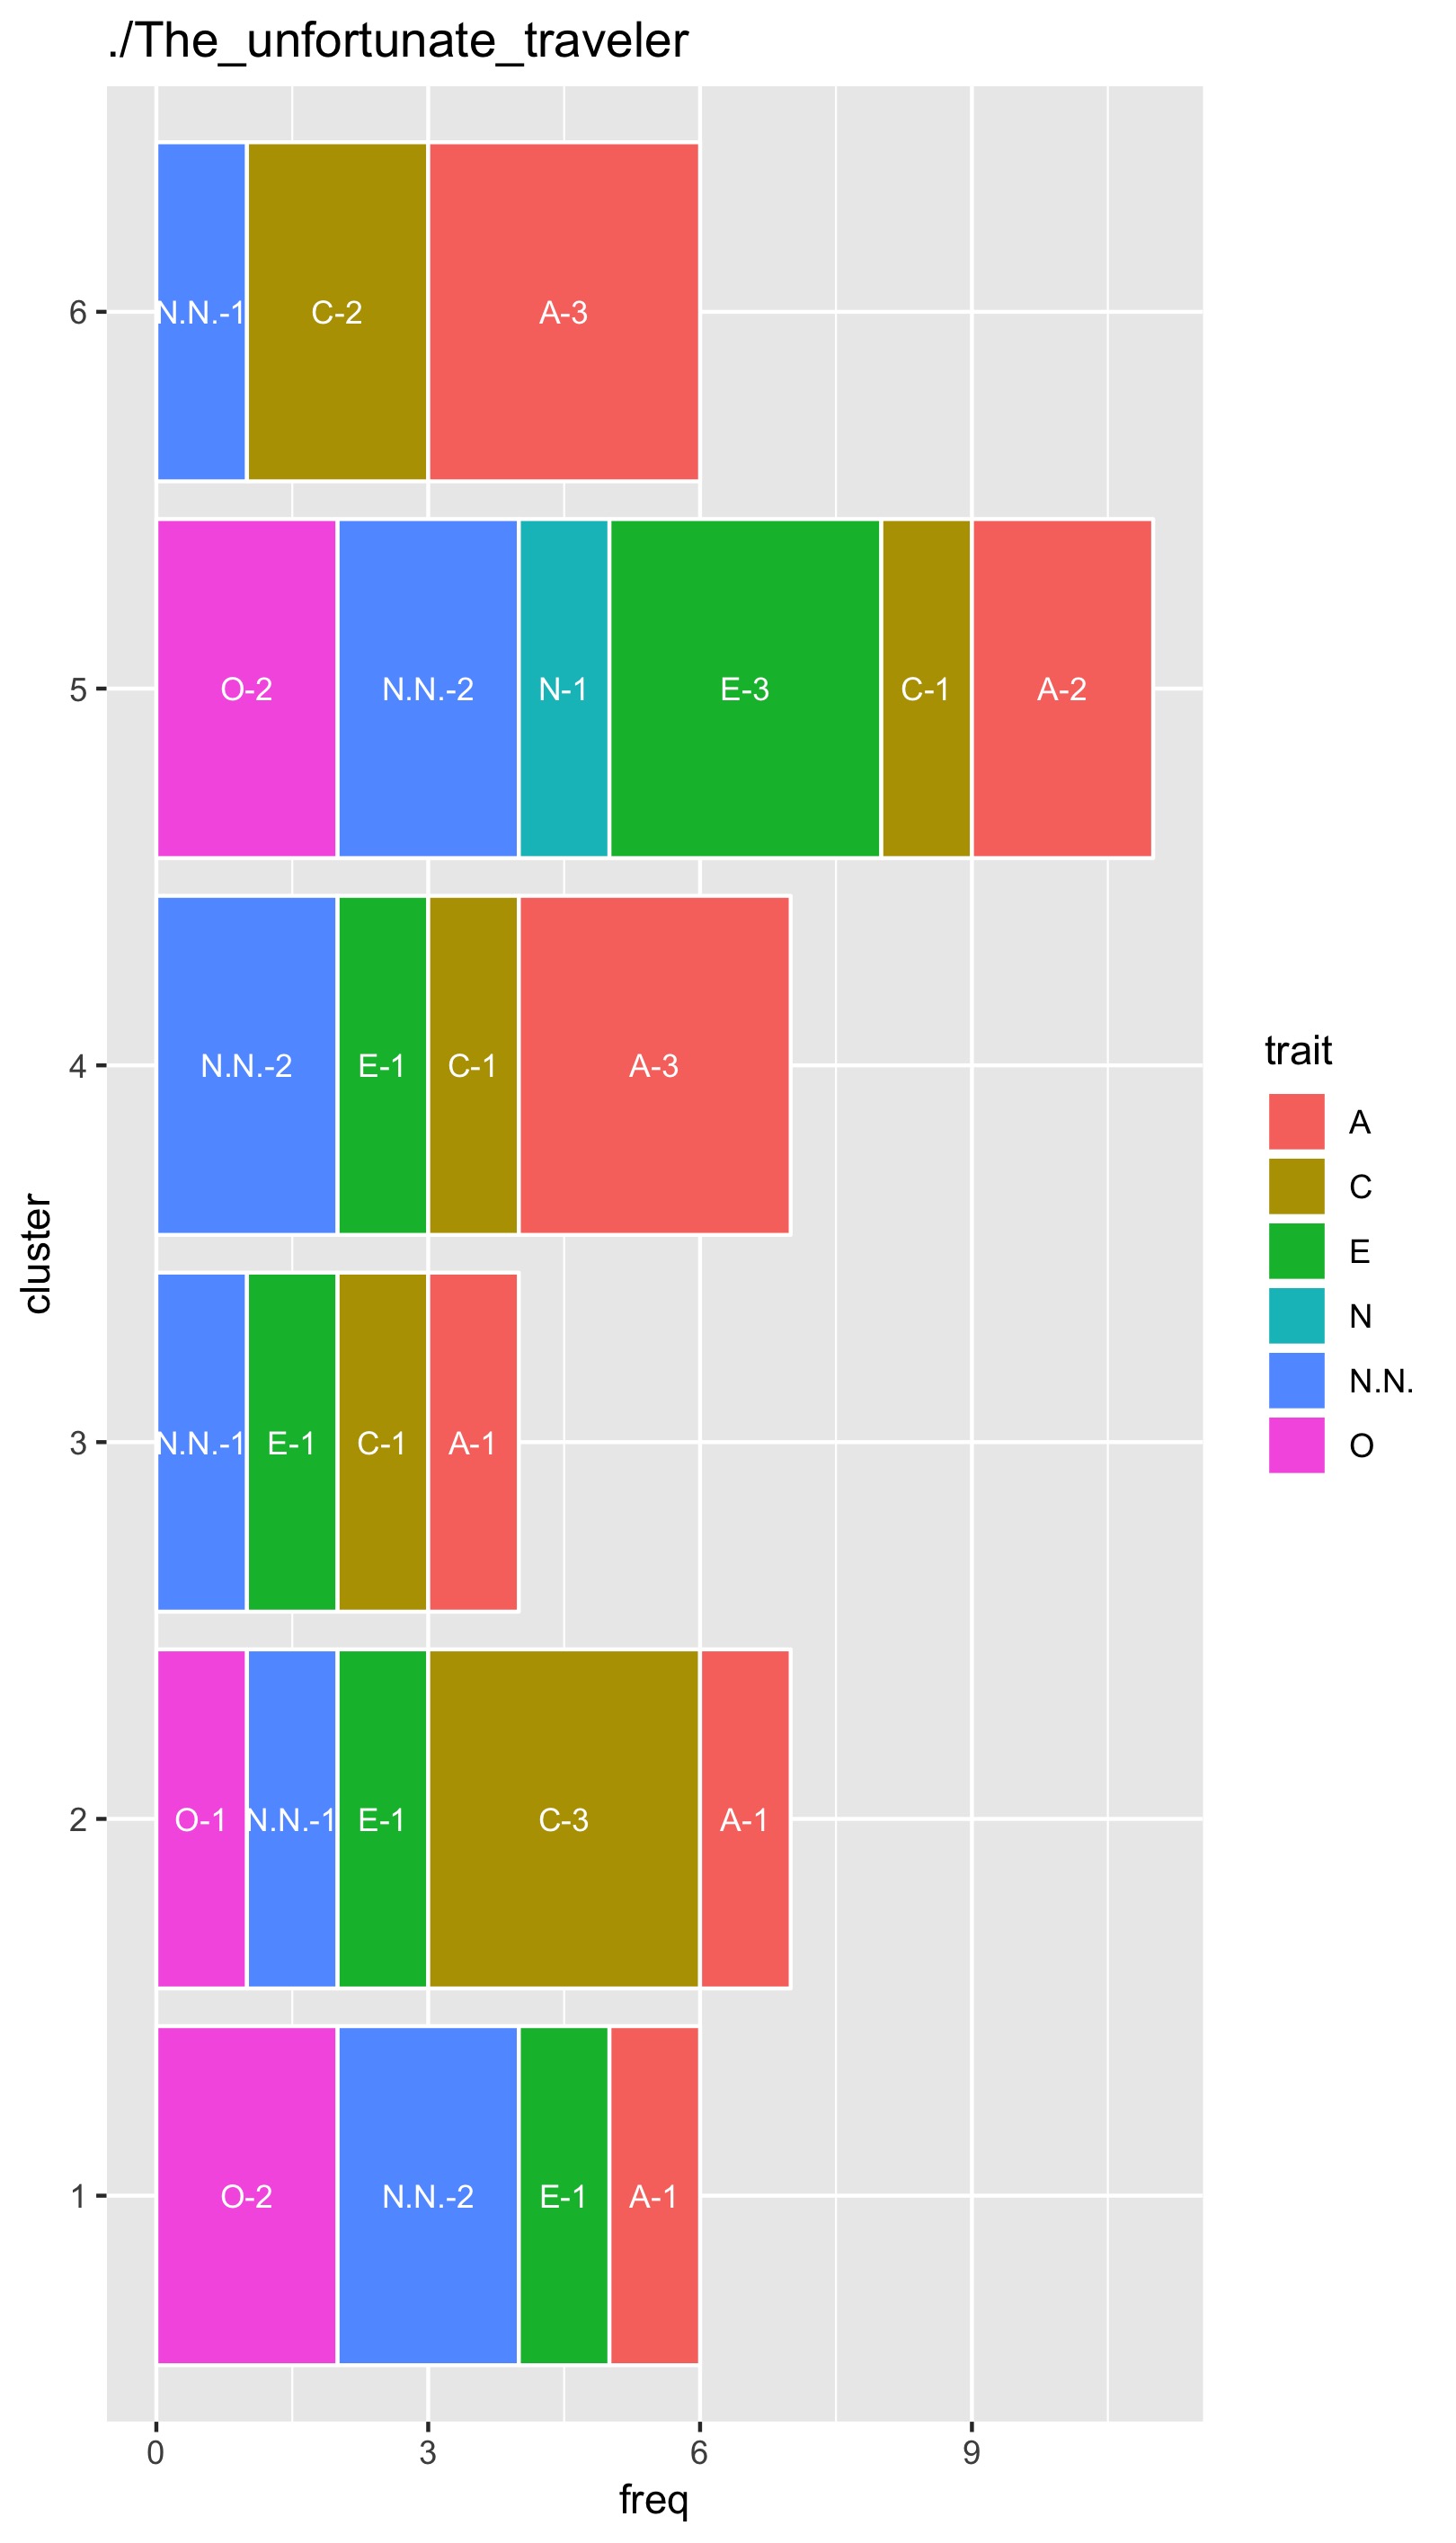 ./The_unfortunate_traveler
6
N.N.-1 C-2 A-3
5
O-2 N.N.-2 N-1 E-3 C-1 A-2
4
N.N.-2 E-1 C-1 A-3
3
N.N.-1 E-1 C-1 A-1
2
O-1 N.N.-1 E-1 C-3 A-1
1
O-2 N.N.-2 E-1 A-1
cluster
0 3 6 9
freq
trait
A
C
E
N
N.N.
O